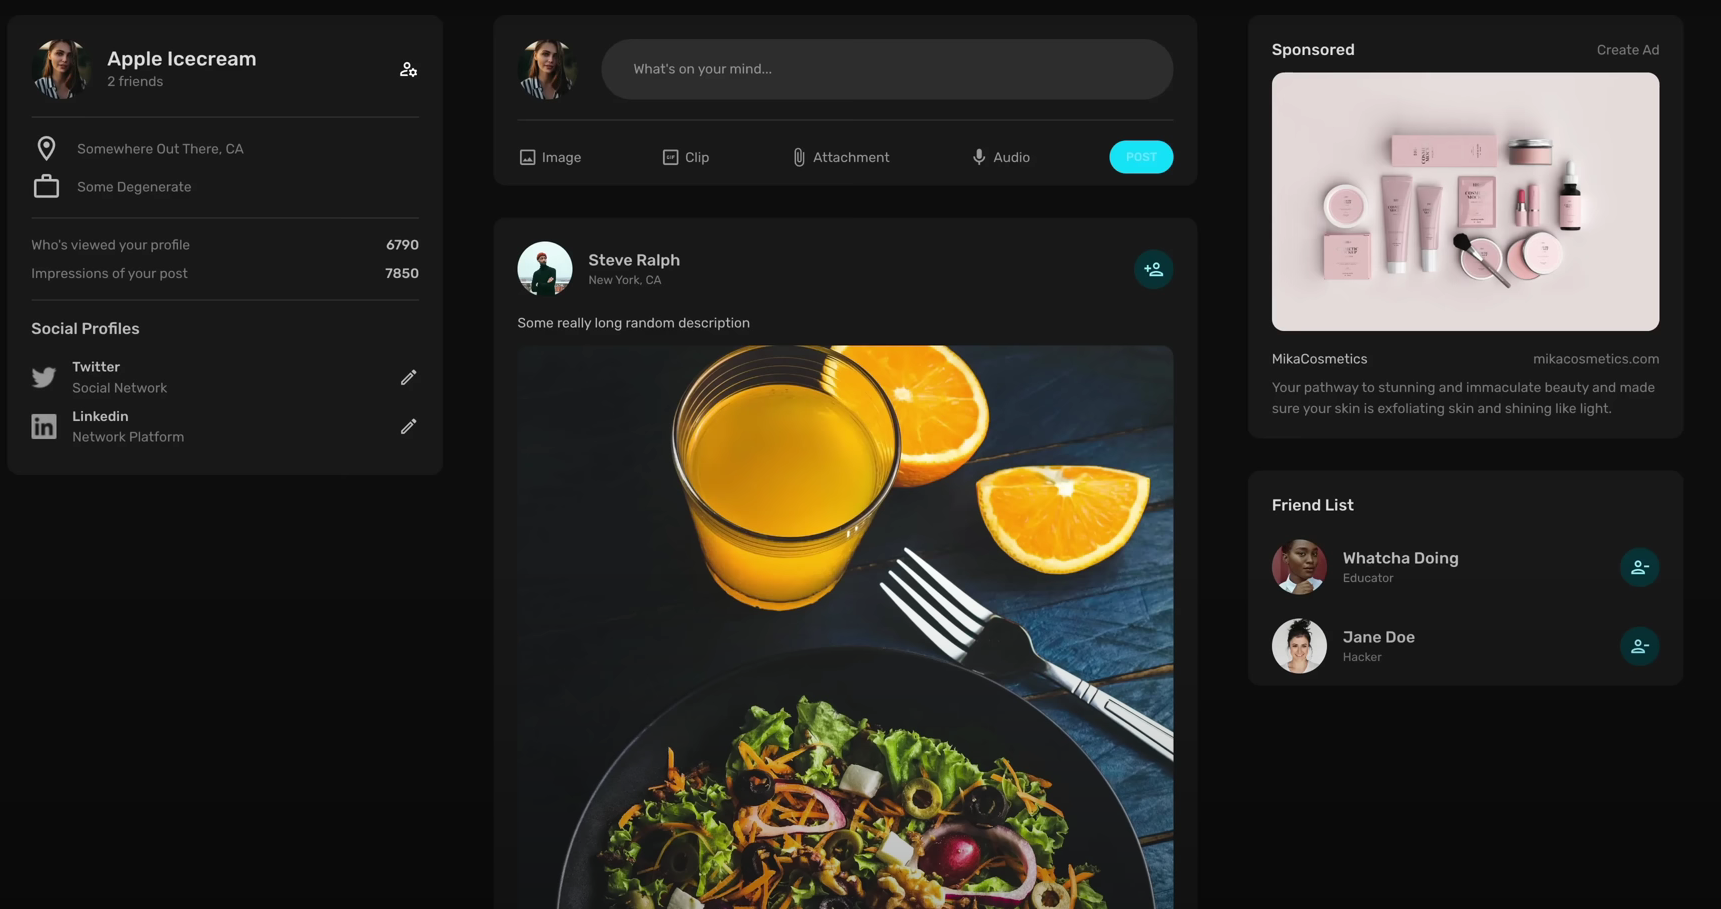 Apple Icecream
2 friends
Somewhere Out There, CA
Some Degenerate
Who's viewed your profile 6790
Impressions of your post 7850
Social Profiles
Twitter
Social Network
Linkedin
Network Platform
What's on your mind...
Image Clip Attachment Audio POST
Steve Ralph
New York, CA
Some really long random description
Sponsored Create Ad
MikaCosmetics mikacosmetics.com
Your pathway to stunning and immaculate beauty and made
sure your skin is exfoliating skin and shining like light.
Friend List
Whatcha Doing
Educator
Jane Doe
Hacker